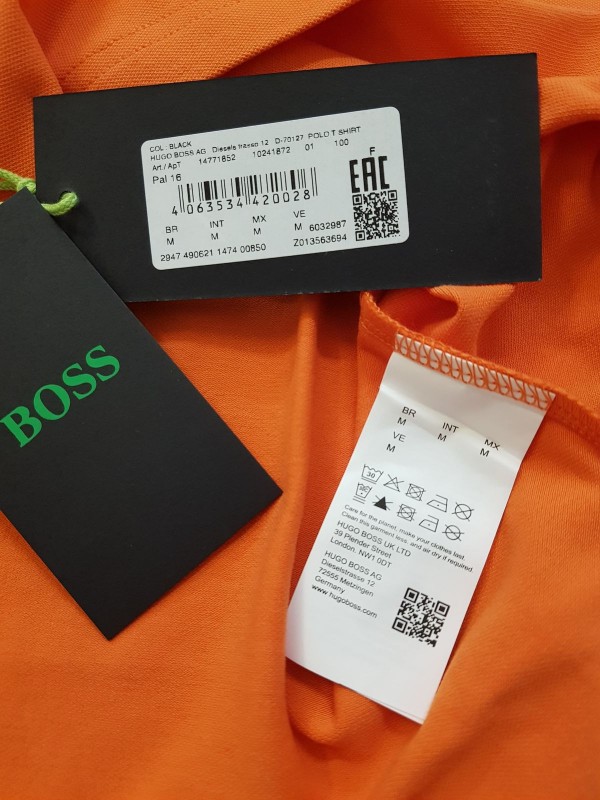 COL : BLACK
HUGO BOSS AG Diesels trasso 12 D-70127 POLO T SHIRT
Art./ApT 14771852 10241872 01 100
Pal 16
4 063534 420028
BR INT MX VE
M M M M 6032987
2947 490621 1474 00850 Z013563694
F
EAC
BOSS
BR INT MX
M M M
VE
M
30
Care for the planet, make your clothes last.
Clean this garment less, and air dry if required.
HUGO BOSS UK LTD
39 Plender Street
London. NW1 0DT
HUGO BOSS AG
Dieselstrasse 12
72555 Metzingen
Germany
www.hugoboss.com